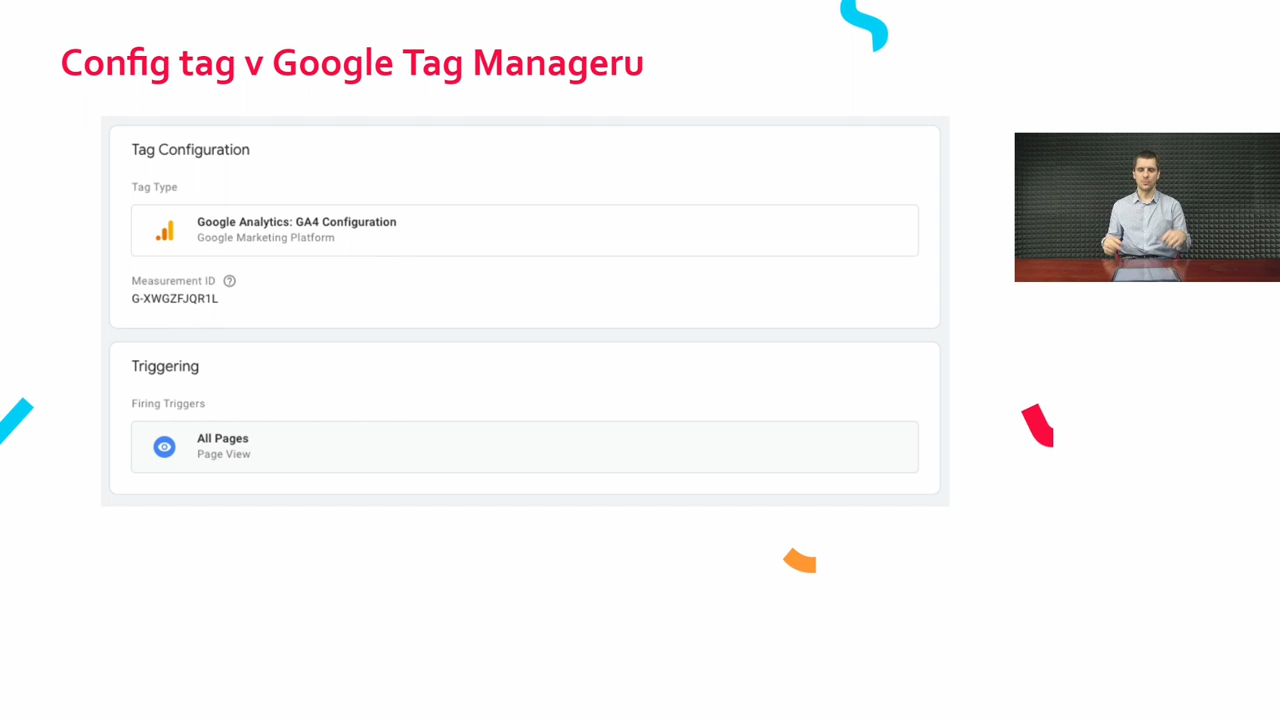 Config tag v Google Tag Manageru
Tag Configuration
Tag Type
Google Analytics: GA4 Configuration
Google Marketing Platform
Measurement ID
G-XWGZFJQR1L
Triggering
Firing Triggers
All Pages
Page View